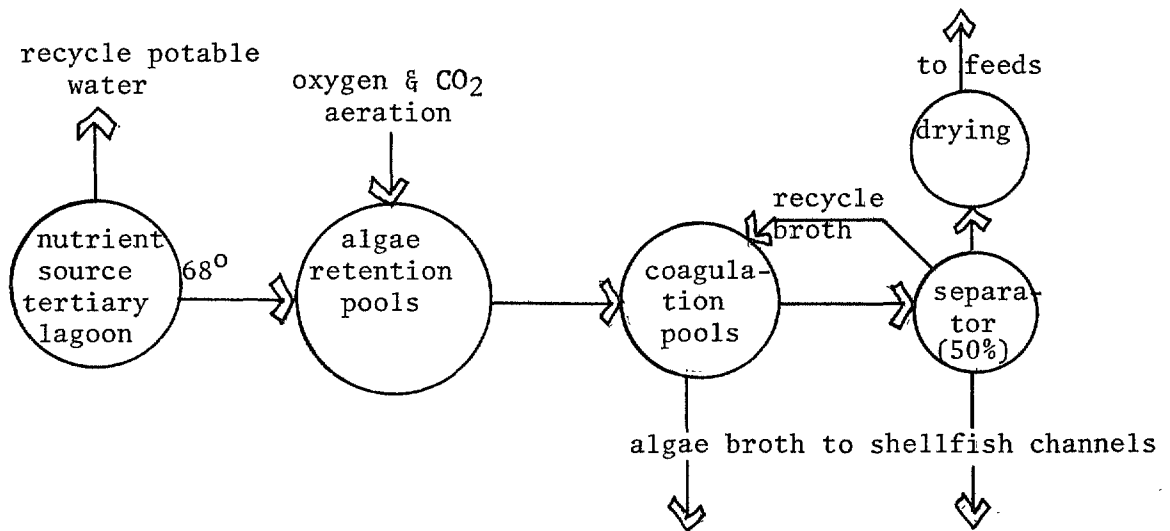 recycle potable
water
oxygen & CO2
aeration
to feeds
drying
recycle
broth
nutrient
source
tertiary
lagoon
68°
algae
retention
pools
coagula-
tion
pools
separa-
tor
(50%)
algae broth to shellfish channels